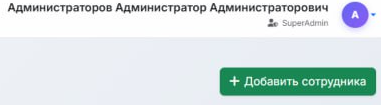 Администраторов Администратор Администраторович
SuperAdmin
А
+ Добавить сотрудника